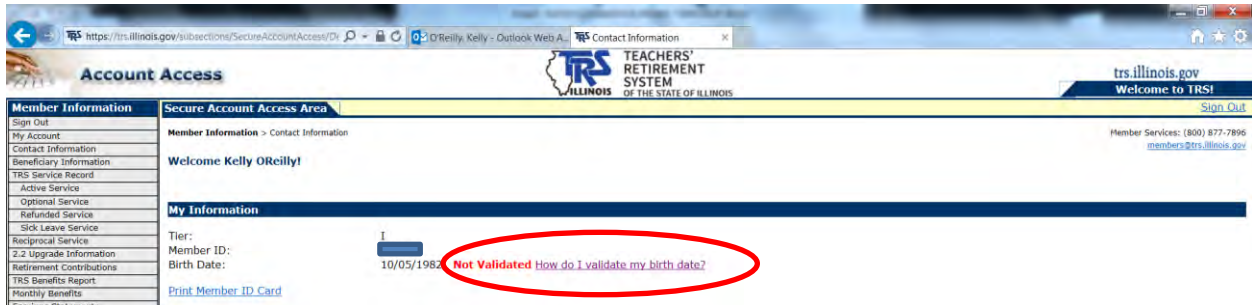 https://trs.illinois.gov/subsections/SecureAccountAccess/De
O'Reilly, Kelly - Outlook Web A...
TRS Contact Information
Account Access
TRS
ILLINOIS
TEACHERS'
RETIREMENT
SYSTEM
OF THE STATE OF ILLINOIS
trs.illinois.gov
Welcome to TRS!
Member Information
Sign Out
My Account
Contact Information
Beneficiary Information
TRS Service Record
Active Service
Optional Service
Refunded Service
Sick Leave Service
Reciprocal Service
2.2 Upgrade Information
Retirement Contributions
TRS Benefits Report
Monthly Benefits
Secure Account Access Area
Sign Out
Member Information > Contact Information
Member Services: (800) 877-7896
members@trs.illinois.gov
Welcome Kelly OReilly!
My Information
Tier: I
Member ID:
Birth Date: 10/05/1982 Not Validated How do I validate my birth date?
Print Member ID Card